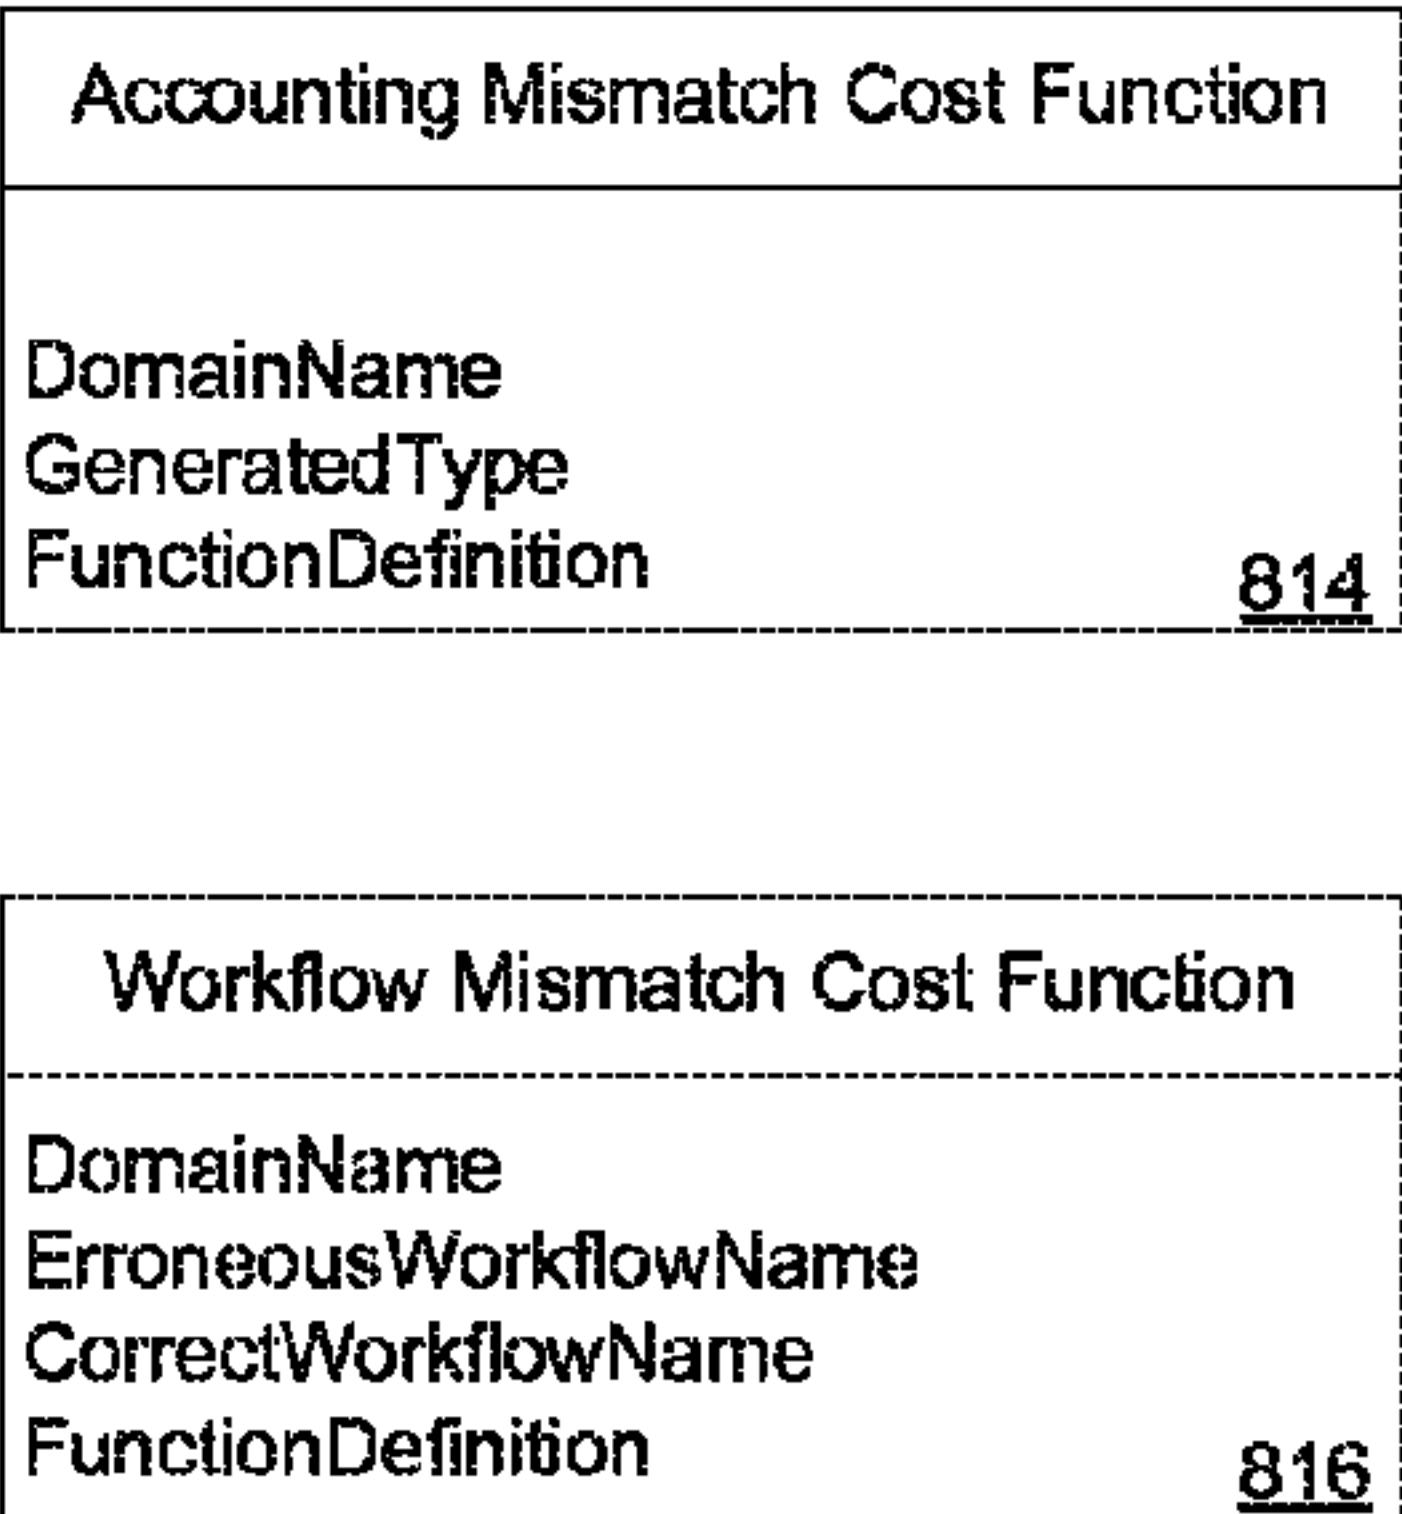 Accounting Mismatch Cost Function
DomainName
GeneratedType
FunctionDefinition
814
Workflow Mismatch Cost Function
DomainName
ErroneousWorkflowName
CorrectWorkflowName
FunctionDefinition
816